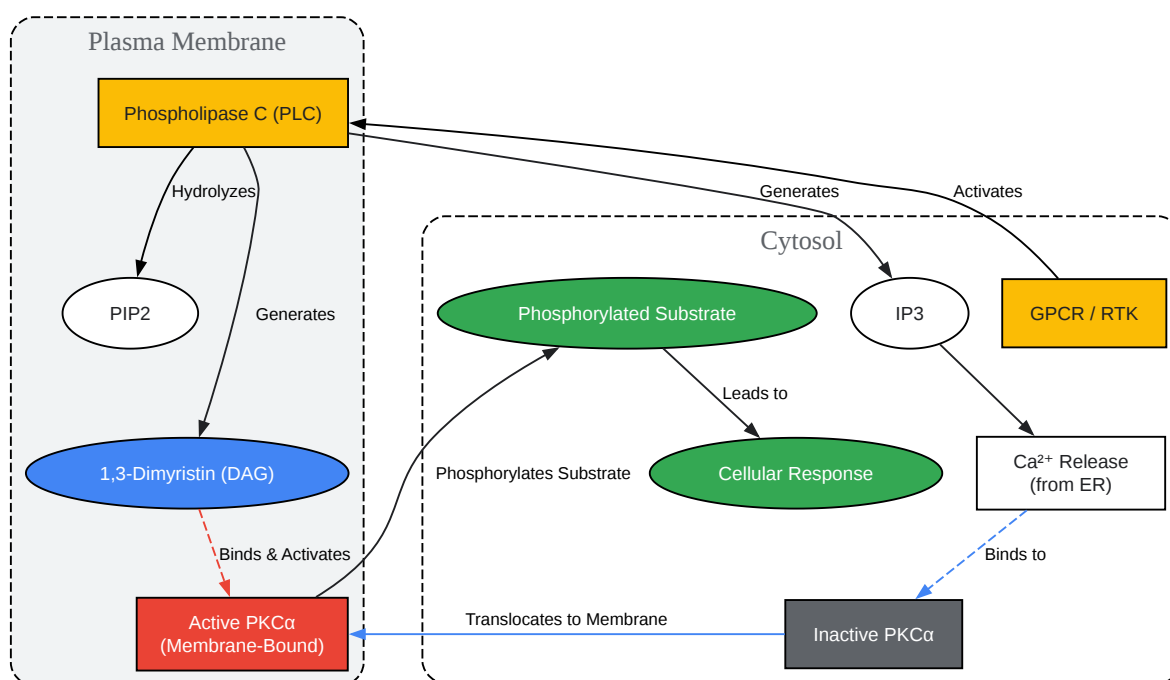 Plasma Membrane
Phospholipase C (PLC)
Hydrolyzes
Generates
Activates
Cytosol
PIP2
Generates
Phosphorylated Substrate
IP3
GPCR / RTK
Leads to
1,3-Dimyristin (DAG)
Phosphorylates Substrate
Cellular Response
Ca²⁺ Release
(from ER)
Binds & Activates
Binds to
Active PKCα
(Membrane-Bound)
Translocates to Membrane
Inactive PKCα